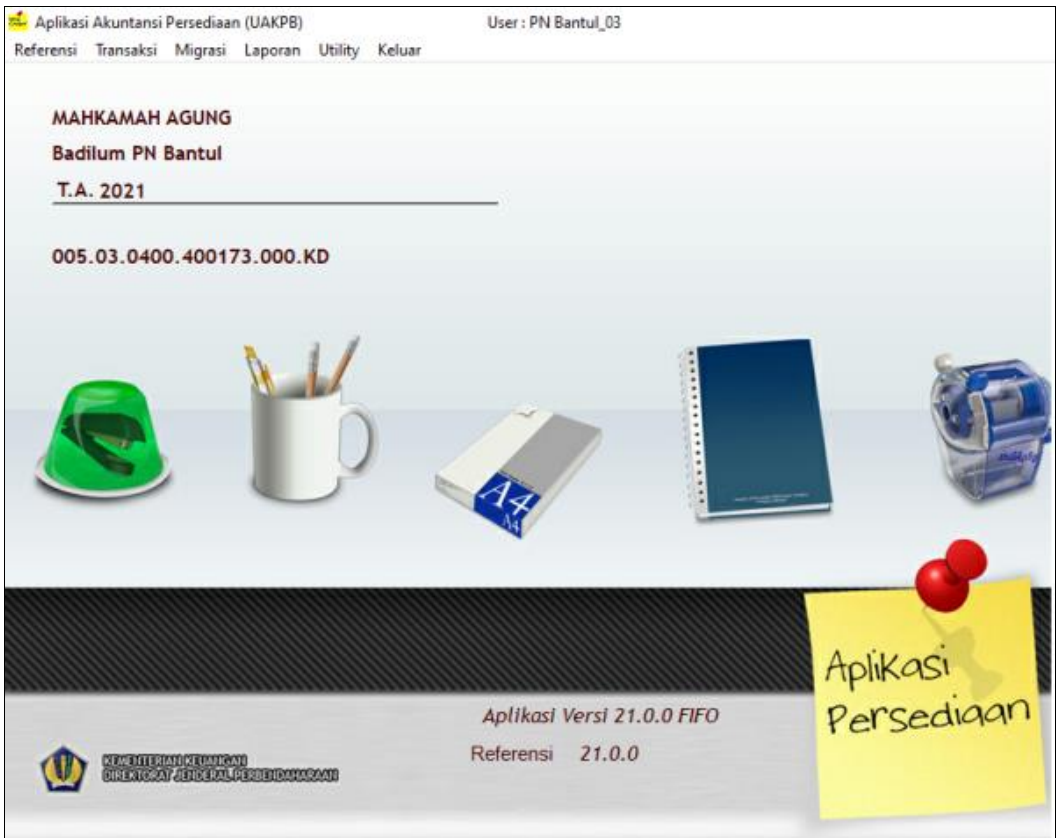 Aplikasi Akuntansi Persediaan (UAKPB) User : PN Bantul_03
Referensi Transaksi Migrasi Laporan Utility Keluar
MAHKAMAH AGUNG
Badilum PN Bantul
T.A. 2021
005.03.0400.400173.000.KD
A4
A4
Aplikasi
Persediaan
Aplikasi Versi 21.0.0 FIFO
Referensi 21.0.0
KEMENTERIAN KEUANGAN
DIREKTORAT JENDERAL PERBENDAHARAAN